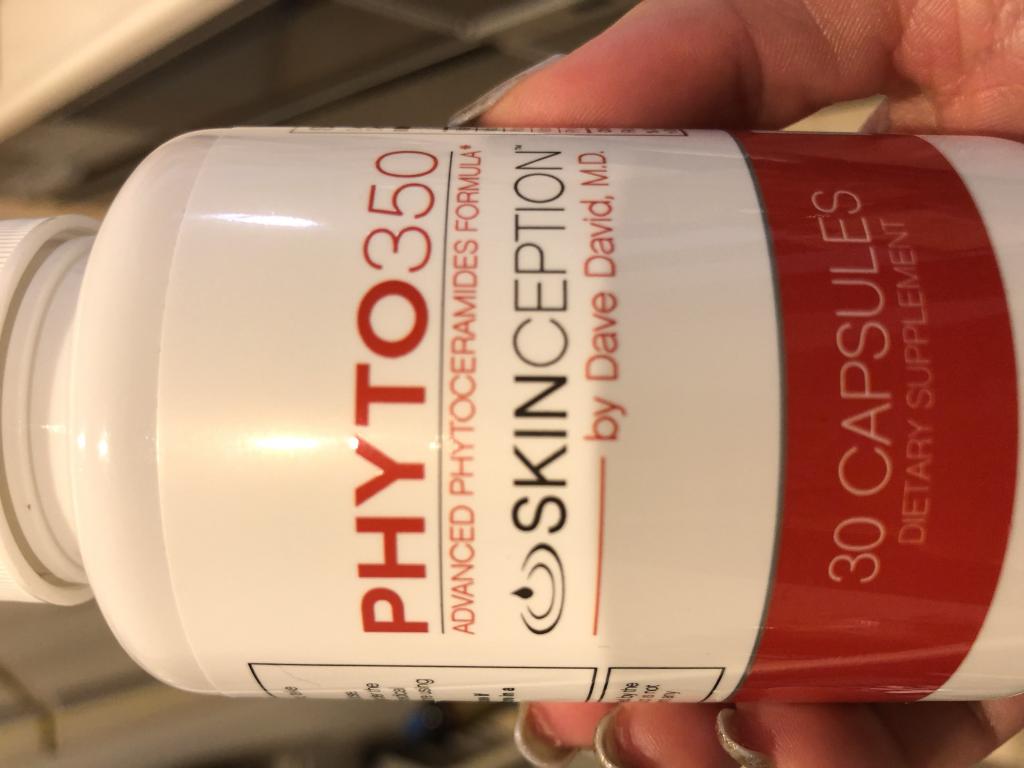 PHYTO350
ADVANCED PHYTOCERAMIDES FORMULA*
SKINCEPTION™
by Dave David, M.D.
30 CAPSULES
DIETARY SUPPLEMENT